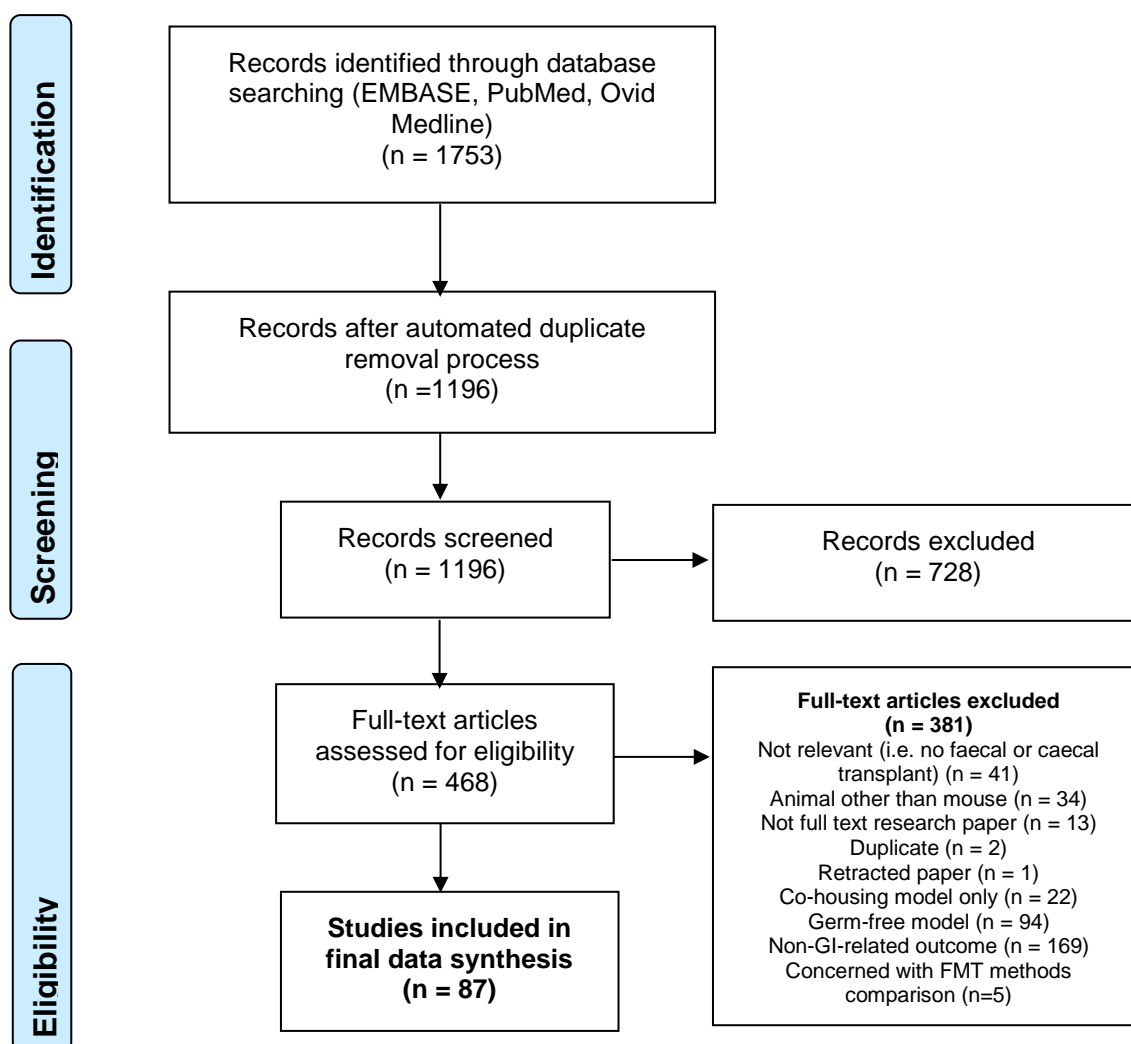 Identification
Records identified through database
searching (EMBASE, PubMed, Ovid
Medline)
(n = 1753)
Records after automated duplicate
removal process
(n =1196)
Screening
Records screened
(n = 1196)
Records excluded
(n = 728)
Eligibility
Full-text articles
assessed for eligibility
(n = 468)
Full-text articles excluded
(n = 381)
Not relevant (i.e. no faecal or caecal
transplant) (n = 41)
Animal other than mouse (n = 34)
Not full text research paper (n = 13)
Duplicate (n = 2)
Retracted paper (n = 1)
Co-housing model only (n = 22)
Germ-free model (n = 94)
Non-GI-related outcome (n = 169)
Concerned with FMT methods
comparison (n=5)
Studies included in
final data synthesis
(n = 87)